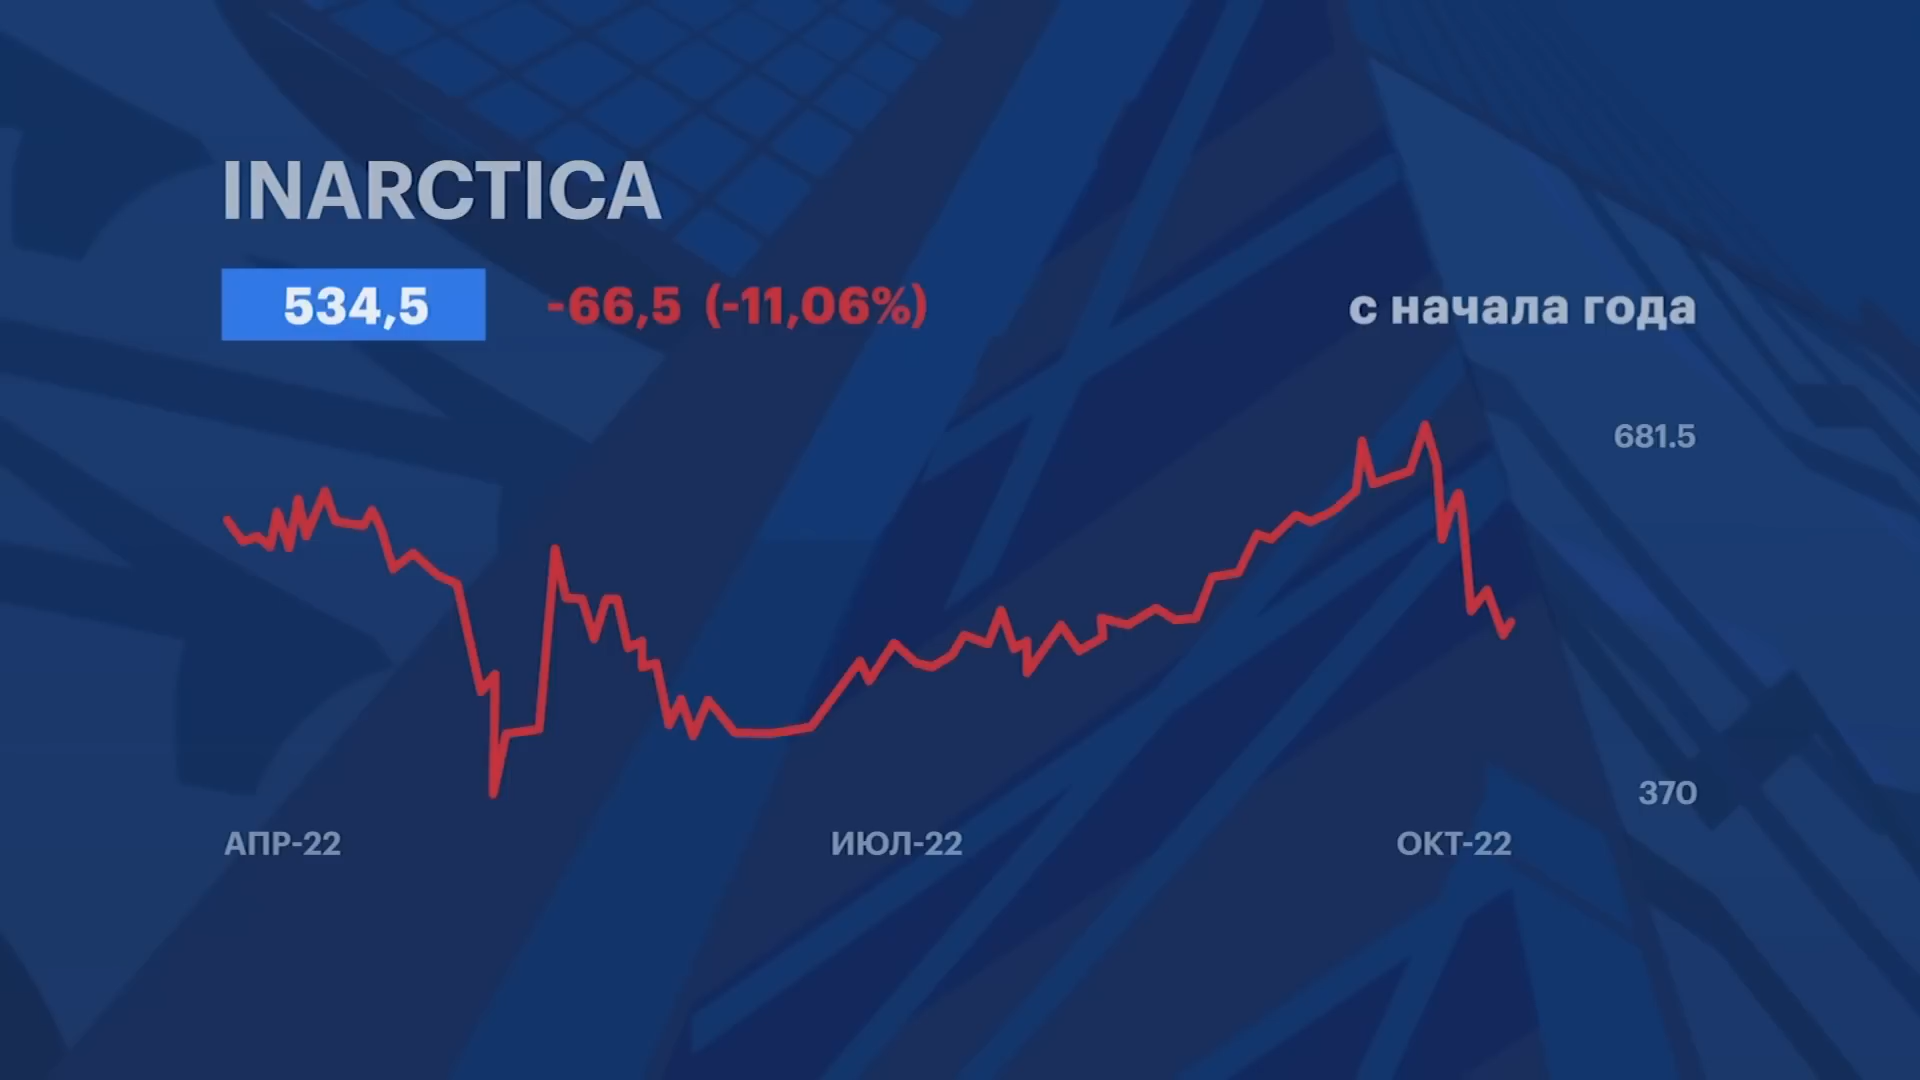 INARCTICA
534,5 -66,5 (-11,06%) с начала года
681.5
370
АПР-22 ИЮЛ-22 ОКТ-22